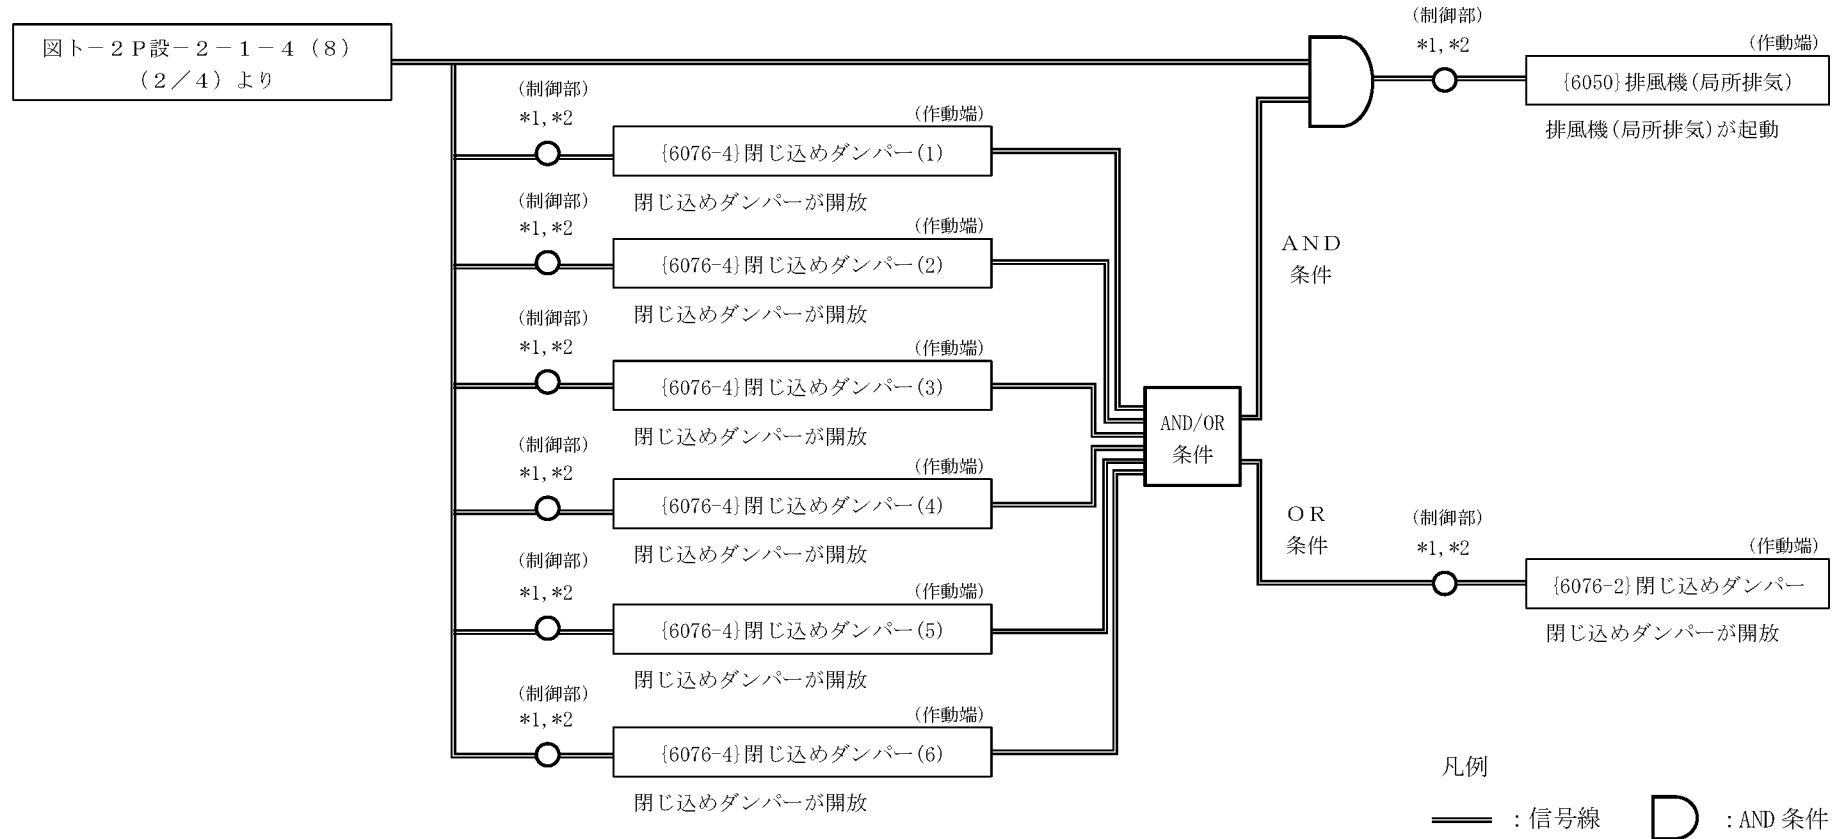 図ト－２Ｐ設－２－１－４（８）
（２／４）より
(制御部)
*1,*2
(作動端)
{6050}排風機(局所排気)
排風機(局所排気)が起動
(制御部)
*1,*2
(作動端)
{6076-4}閉じ込めダンパー(1)
閉じ込めダンパーが開放
(制御部)
*1,*2
(作動端)
{6076-4}閉じ込めダンパー(2)
閉じ込めダンパーが開放
(制御部)
*1,*2
(作動端)
{6076-4}閉じ込めダンパー(3)
閉じ込めダンパーが開放
(制御部)
*1,*2
(作動端)
{6076-4}閉じ込めダンパー(4)
閉じ込めダンパーが開放
(制御部)
*1,*2
(作動端)
{6076-4}閉じ込めダンパー(5)
閉じ込めダンパーが開放
(制御部)
*1,*2
(作動端)
{6076-4}閉じ込めダンパー(6)
閉じ込めダンパーが開放
AND/OR
条件
ＡＮＤ
条件
ＯＲ
条件
(制御部)
*1,*2
(作動端)
{6076-2}閉じ込めダンパー
閉じ込めダンパーが開放
凡例
：信号線
：AND 条件